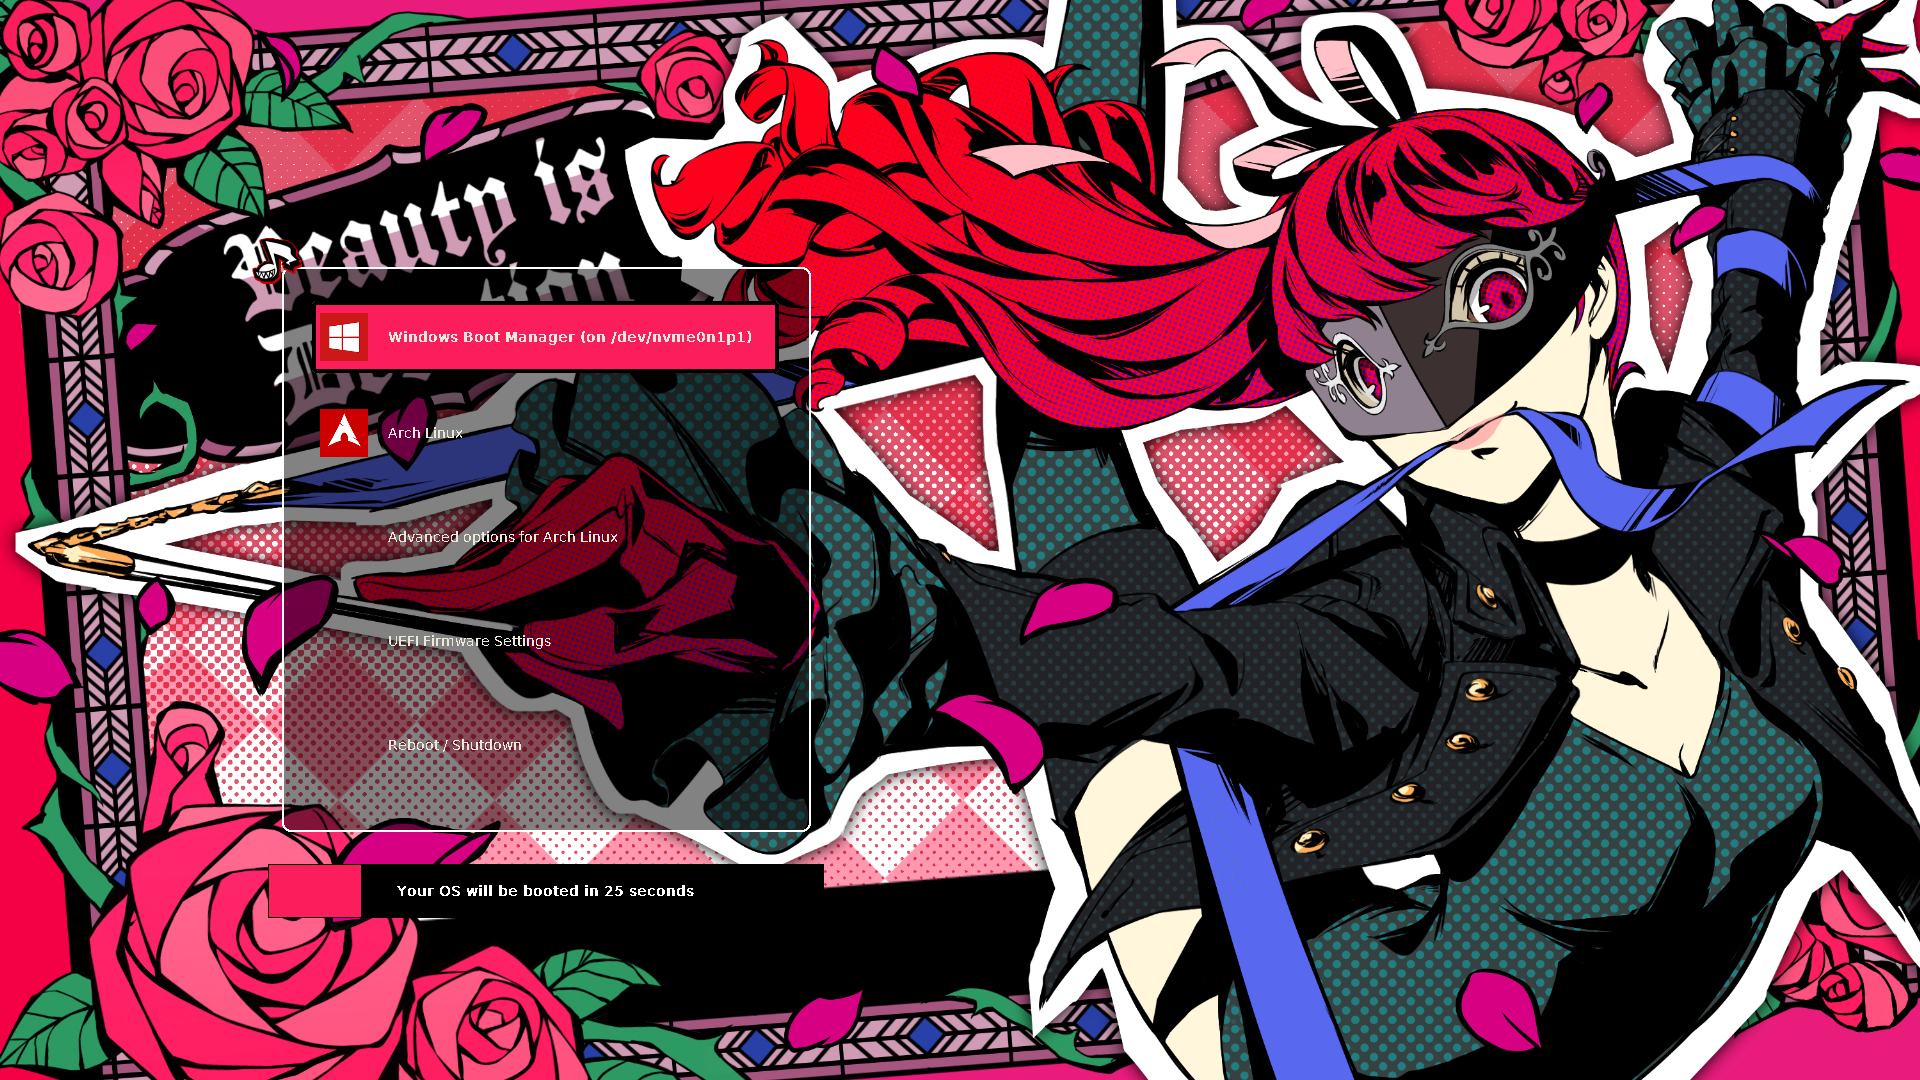 Beauty is
Windows Boot Manager (on /dev/nvme0n1p1)
Arch Linux
Advanced options for Arch Linux
UEFI Firmware Settings
Reboot / Shutdown
Your OS will be booted in 25 seconds